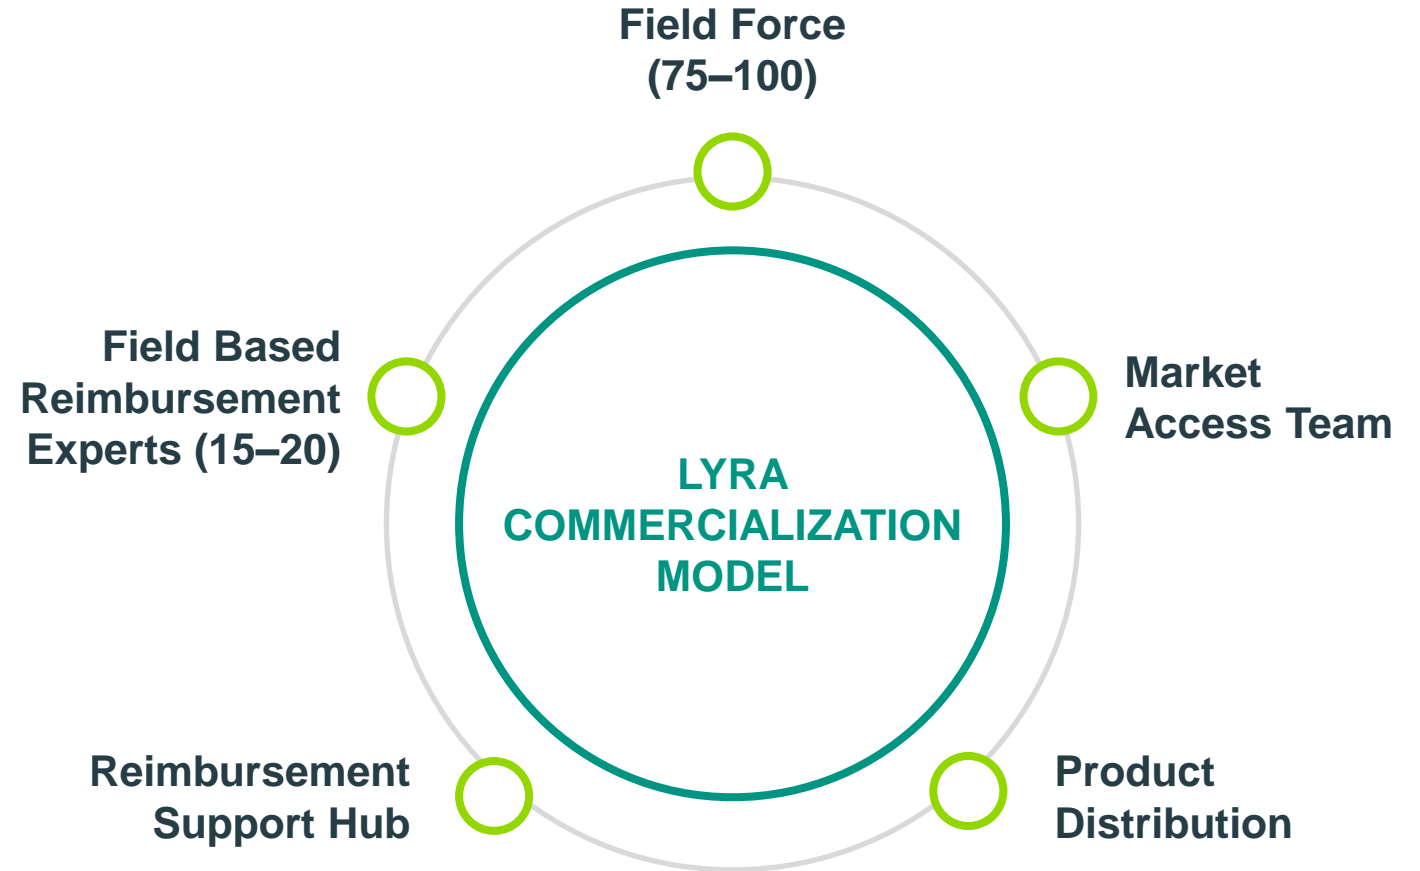 Field Force
(75–100)
Field Based
Reimbursement
Experts (15–20)
Market
Access Team
LYRA
COMMERCIALIZATION
MODEL
Reimbursement
Support Hub
Product
Distribution